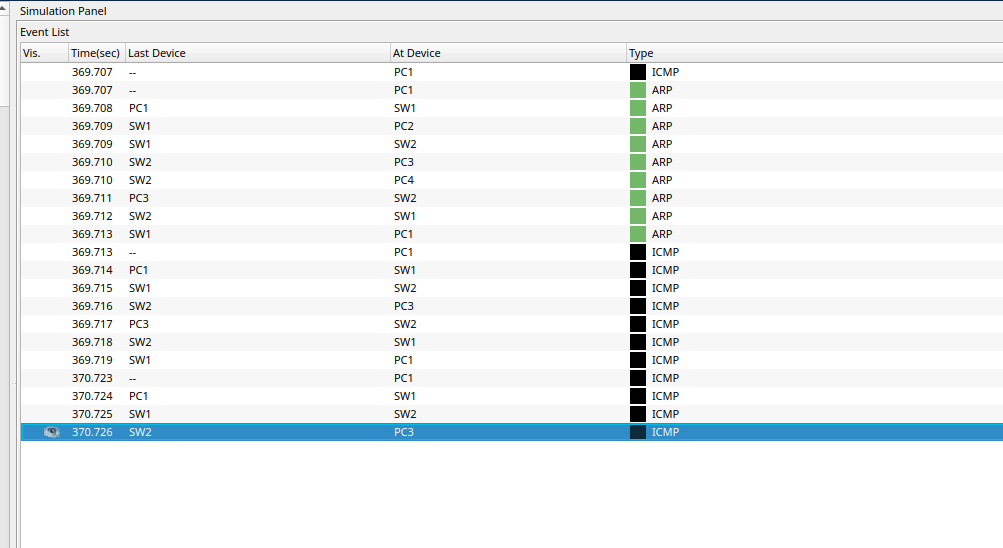 Simulation Panel
Event List
Vis. Time(sec) Last Device At Device Type
369.707 -- PC1 ICMP
369.707 -- PC1 ARP
369.708 PC1 SW1 ARP
369.709 SW1 PC2 ARP
369.709 SW1 SW2 ARP
369.710 SW2 PC3 ARP
369.710 SW2 PC4 ARP
369.711 PC3 SW2 ARP
369.712 SW2 SW1 ARP
369.713 SW1 PC1 ARP
369.713 -- PC1 ICMP
369.714 PC1 SW1 ICMP
369.715 SW1 SW2 ICMP
369.716 SW2 PC3 ICMP
369.717 PC3 SW2 ICMP
369.718 SW2 SW1 ICMP
369.719 SW1 PC1 ICMP
370.723 -- PC1 ICMP
370.724 PC1 SW1 ICMP
370.725 SW1 SW2 ICMP
370.726 SW2 PC3 ICMP